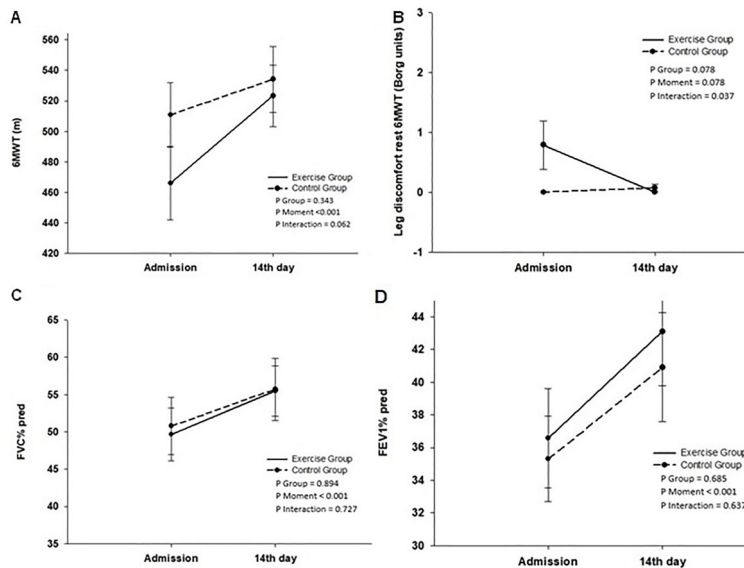 A
560
540
520
500
480
460
440
420
6MWT (m)
Exercise Group
Control Group
P Group = 0.343
P Moment <0.001
P Interaction = 0.062
Admission
14th day
B
3
2
1
0
-1
Leg discomfort rest 6MWT (Borg units)
Exercise Group
Control Group
P Group = 0.078
P Moment = 0.078
P Interaction = 0.037
Admission
14th day
C
65
60
55
50
45
40
35
FVC% pred
Exercise Group
Control Group
P Group = 0.894
P Moment < 0.001
P Interaction = 0.727
Admission
14th day
D
44
42
40
38
36
34
32
30
FEV1% pred
Exercise Group
Control Group
P Group = 0.685
P Moment < 0.001
P Interaction = 0.637
Admission
14th day